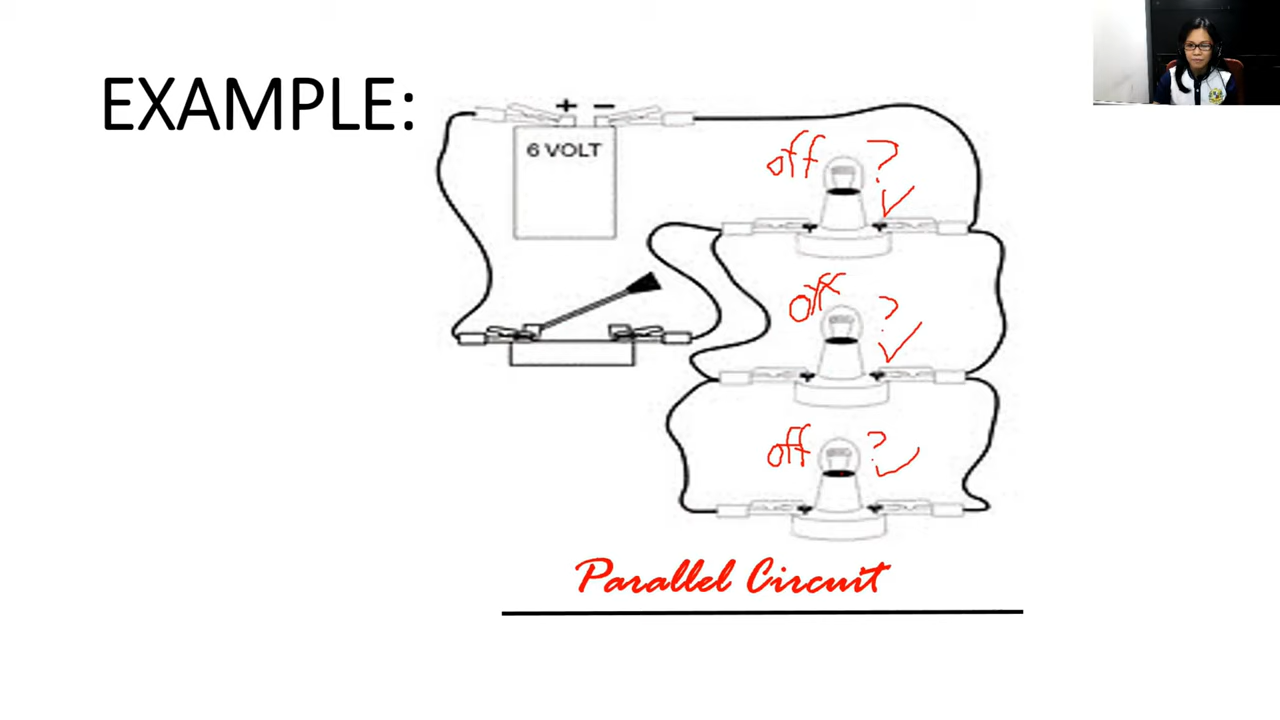 EXAMPLE:
+ −
6 VOLT
off ?
off ?
off ?
Parallel Circuit